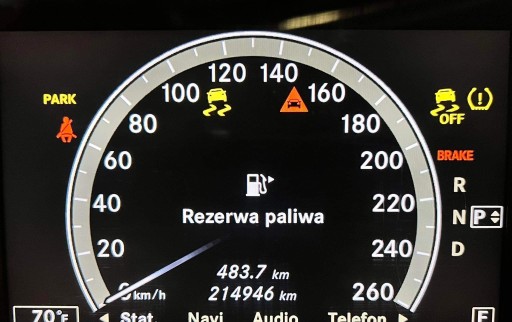 120 140
100 160
PARK
OFF
80 180
BRAKE
60 200
R
40 220
Rezerwa paliwa
N P
20 240
D
483.7 km
0 km/h 214946 km 260
70°F Stat. Navi Audio Telefon E